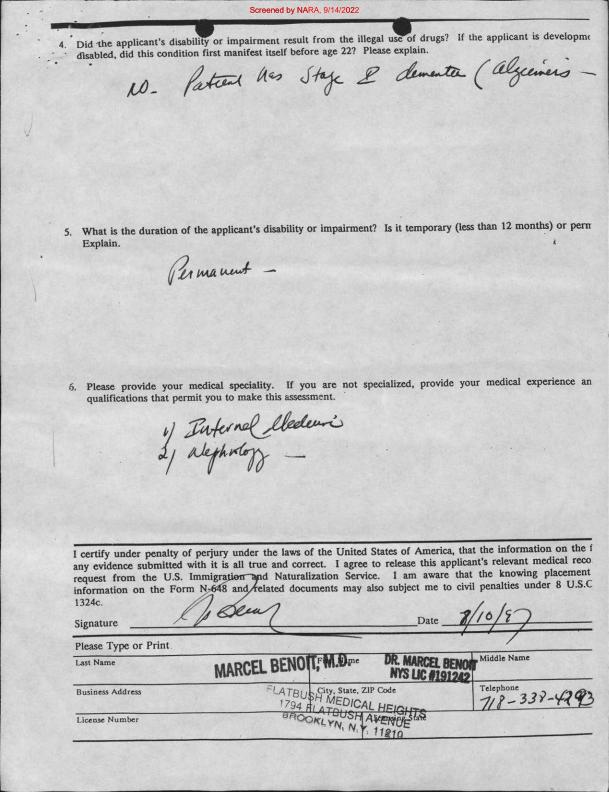 Screened by NARA, 9/14/2022
4. Did the applicant's disability or impairment result from the illegal use of drugs? If the applicant is developme
disabled, did this condition first manifest itself before age 22? Please explain.
NO- Patient has Stage dementia (Alzeimers -
5. What is the duration of the applicant's disability or impairment? Is it temporary (less than 12 months) or perm
Explain.
Permanent -
6. Please provide your medical speciality. If you are not specialized, provide your medical experience an
qualifications that permit you to make this assessment.
1) Internal Medicine
2) Nephrology -
I certify under penalty of perjury under the laws of the United States of America, that the information on the f
any evidence submitted with it is all true and correct. I agree to release this applicant's relevant medical reco
request from the U.S. Immigration and Naturalization Service. I am aware that the knowing placement
information on the Form N-648 and related documents may also subject me to civil penalties under 8 U.S.C
1324c.
Signature Date 8/10/97
Please Type or Print
Last Name First Name Middle Name
MARCEL BENOIT, M.D. DR. MARCEL BENOIT
NYS LIC #191242
Business Address City, State, ZIP Code Telephone
718-338-4293
FLATBUSH MEDICAL HEIGHTS
1794 FLATBUSH AVENUE
BROOKLYN, N.Y. 11210
License Number State